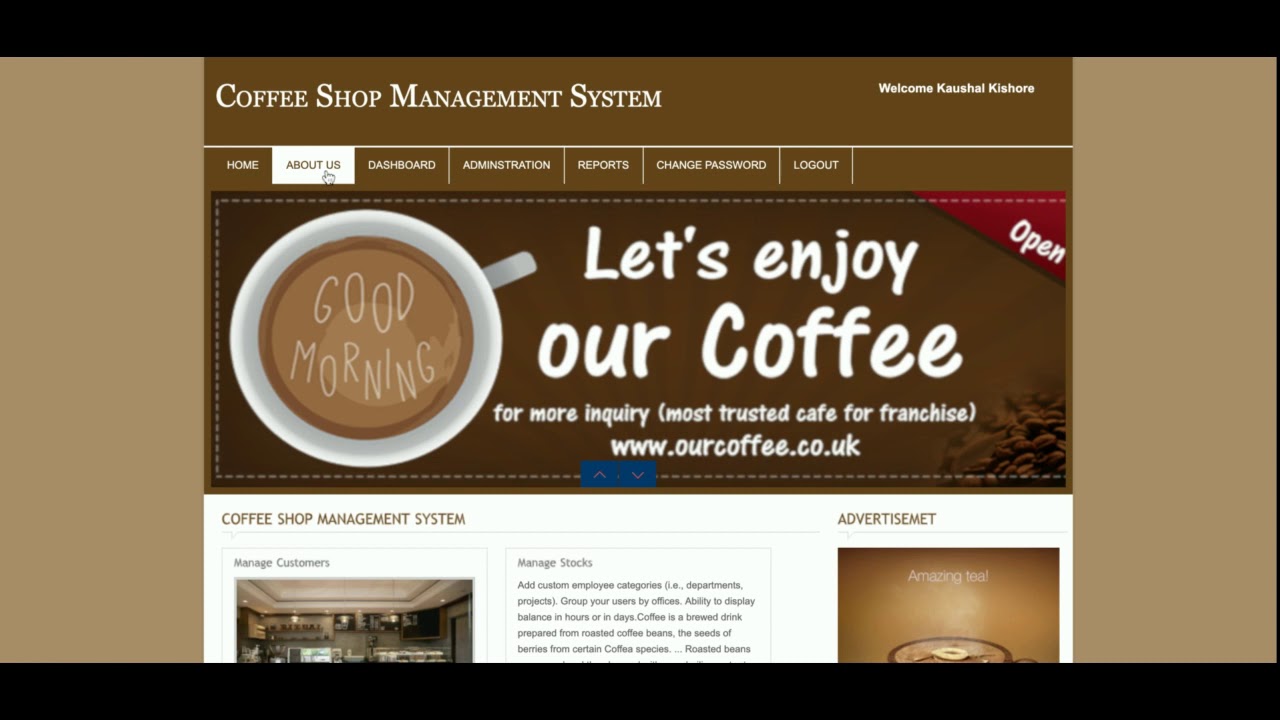 Coffee Shop Management System
Welcome Kaushal Kishore
HOME
ABOUT US
DASHBOARD
ADMINSTRATION
REPORTS
CHANGE PASSWORD
LOGOUT
GOOD
MORNING
Let's enjoy
our Coffee
for more inquiry (most trusted cafe for franchise)
www.ourcoffee.co.uk
Open
COFFEE SHOP MANAGEMENT SYSTEM
ADVERTISEMET
Manage Customers
Manage Stocks
Add custom employee categories (i.e., departments,
projects). Group your users by offices. Ability to display
balance in hours or in days.Coffee is a brewed drink
prepared from roasted coffee beans, the seeds of
berries from certain Coffea species. ... Roasted beans
Amazing tea!